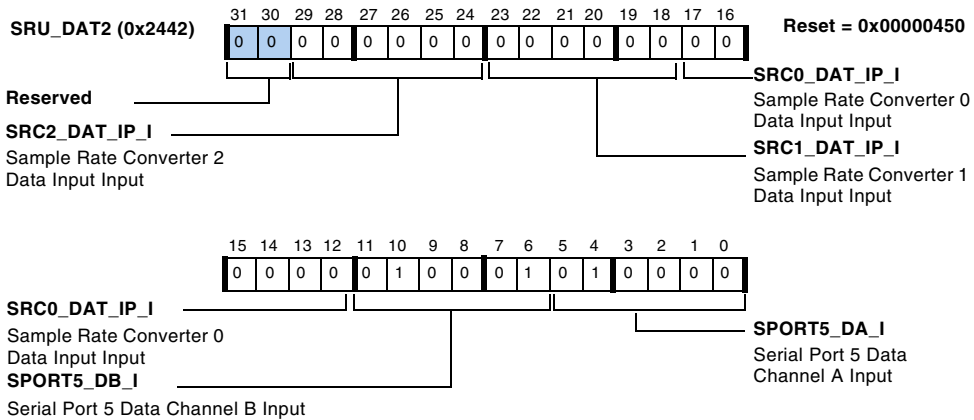 SRU_DAT2 (0x2442)
31 30 29 28 27 26 25 24 23 22 21 20 19 18 17 16
Reset = 0x00000450
0 0 0 0 0 0 0 0 0 0 0 0 0 0 0 0
Reserved
SRC2_DAT_IP_I
Sample Rate Converter 2
Data Input Input
SRC0_DAT_IP_I
Sample Rate Converter 0
Data Input Input
SRC1_DAT_IP_I
Sample Rate Converter 1
Data Input Input
15 14 13 12 11 10 9 8 7 6 5 4 3 2 1 0
0 0 0 0 0 1 0 0 0 1 0 1 0 0 0 0
SRC0_DAT_IP_I
Sample Rate Converter 0
Data Input Input
SPORT5_DB_I
Serial Port 5 Data Channel B Input
SPORT5_DA_I
Serial Port 5 Data
Channel A Input